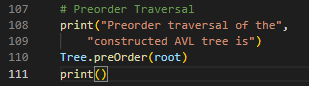 107 # Preorder Traversal
108 print("Preorder traversal of the",
109 "constructed AVL tree is")
110 Tree.preOrder(root)
111 print()